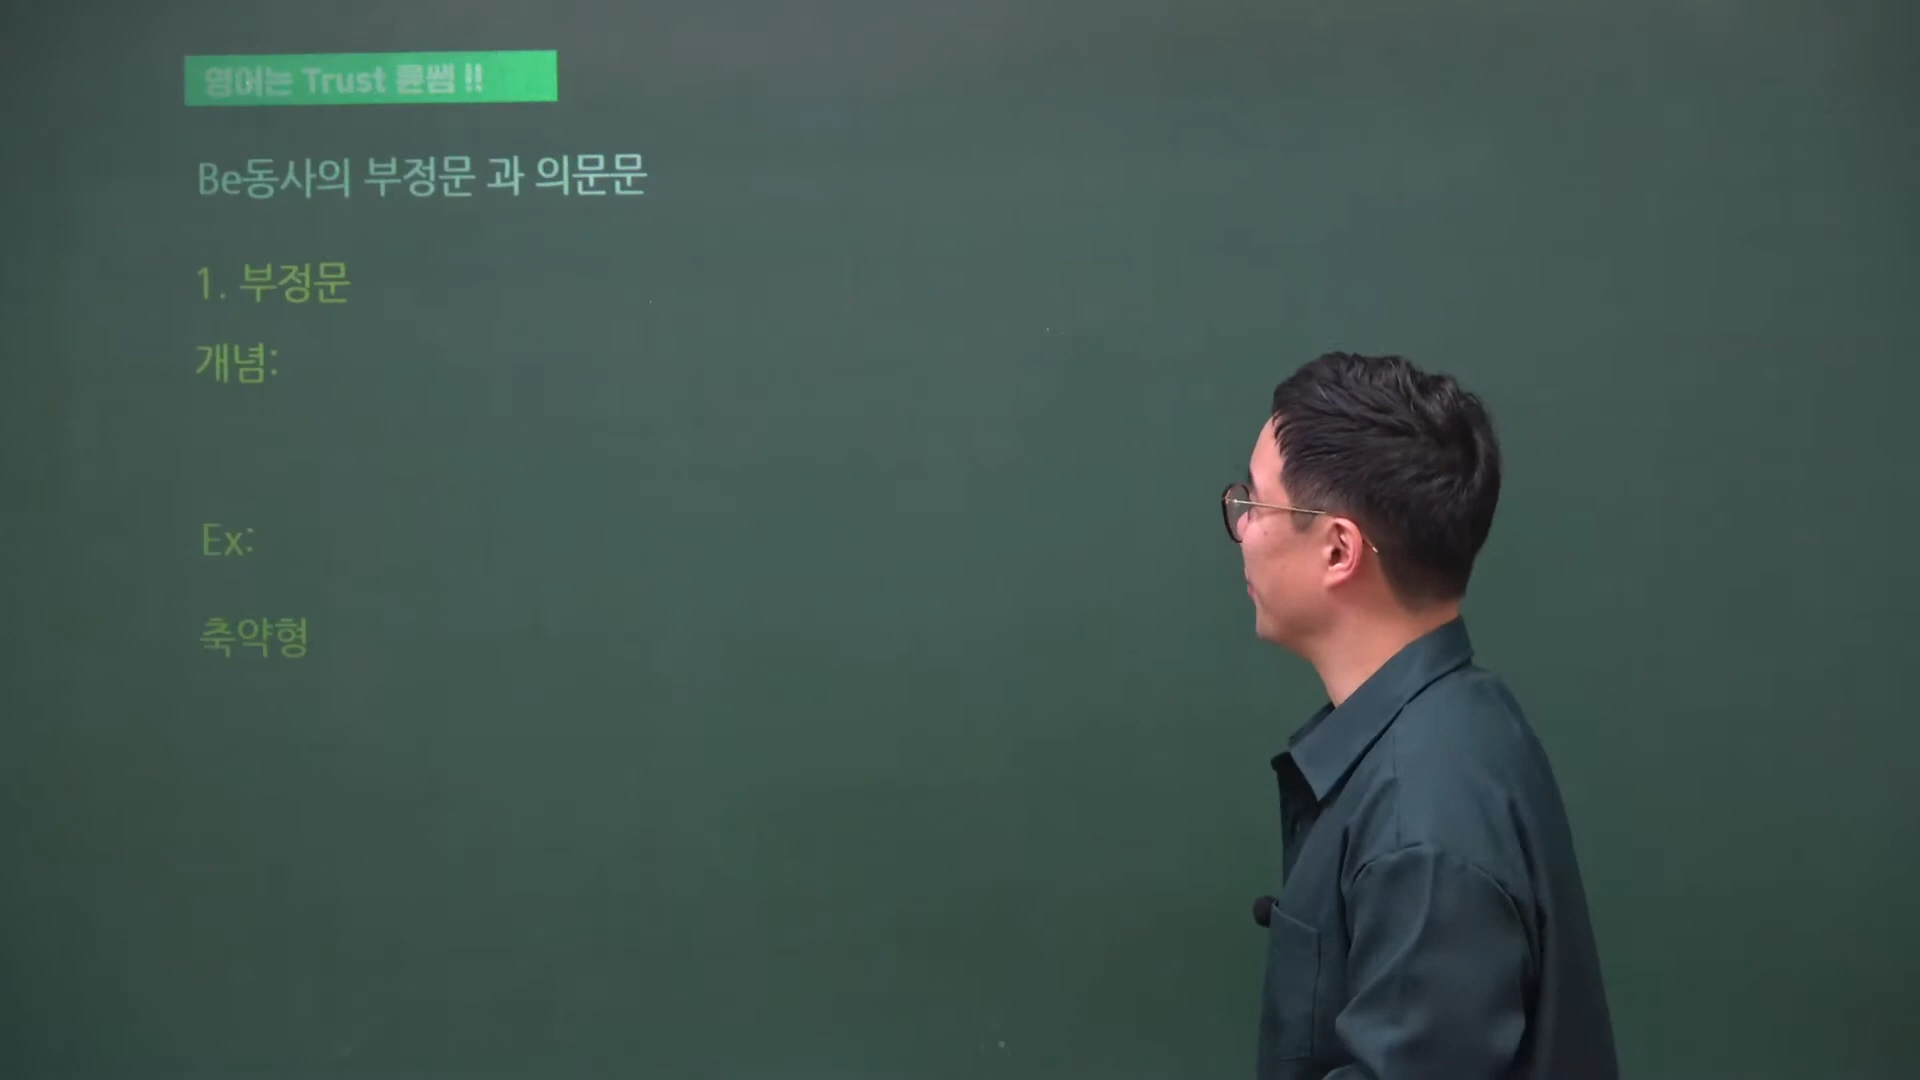 영어는 Trust 륜쌤 !!
Be동사의 부정문 과 의문문
1. 부정문
개념:
Ex:
축약형